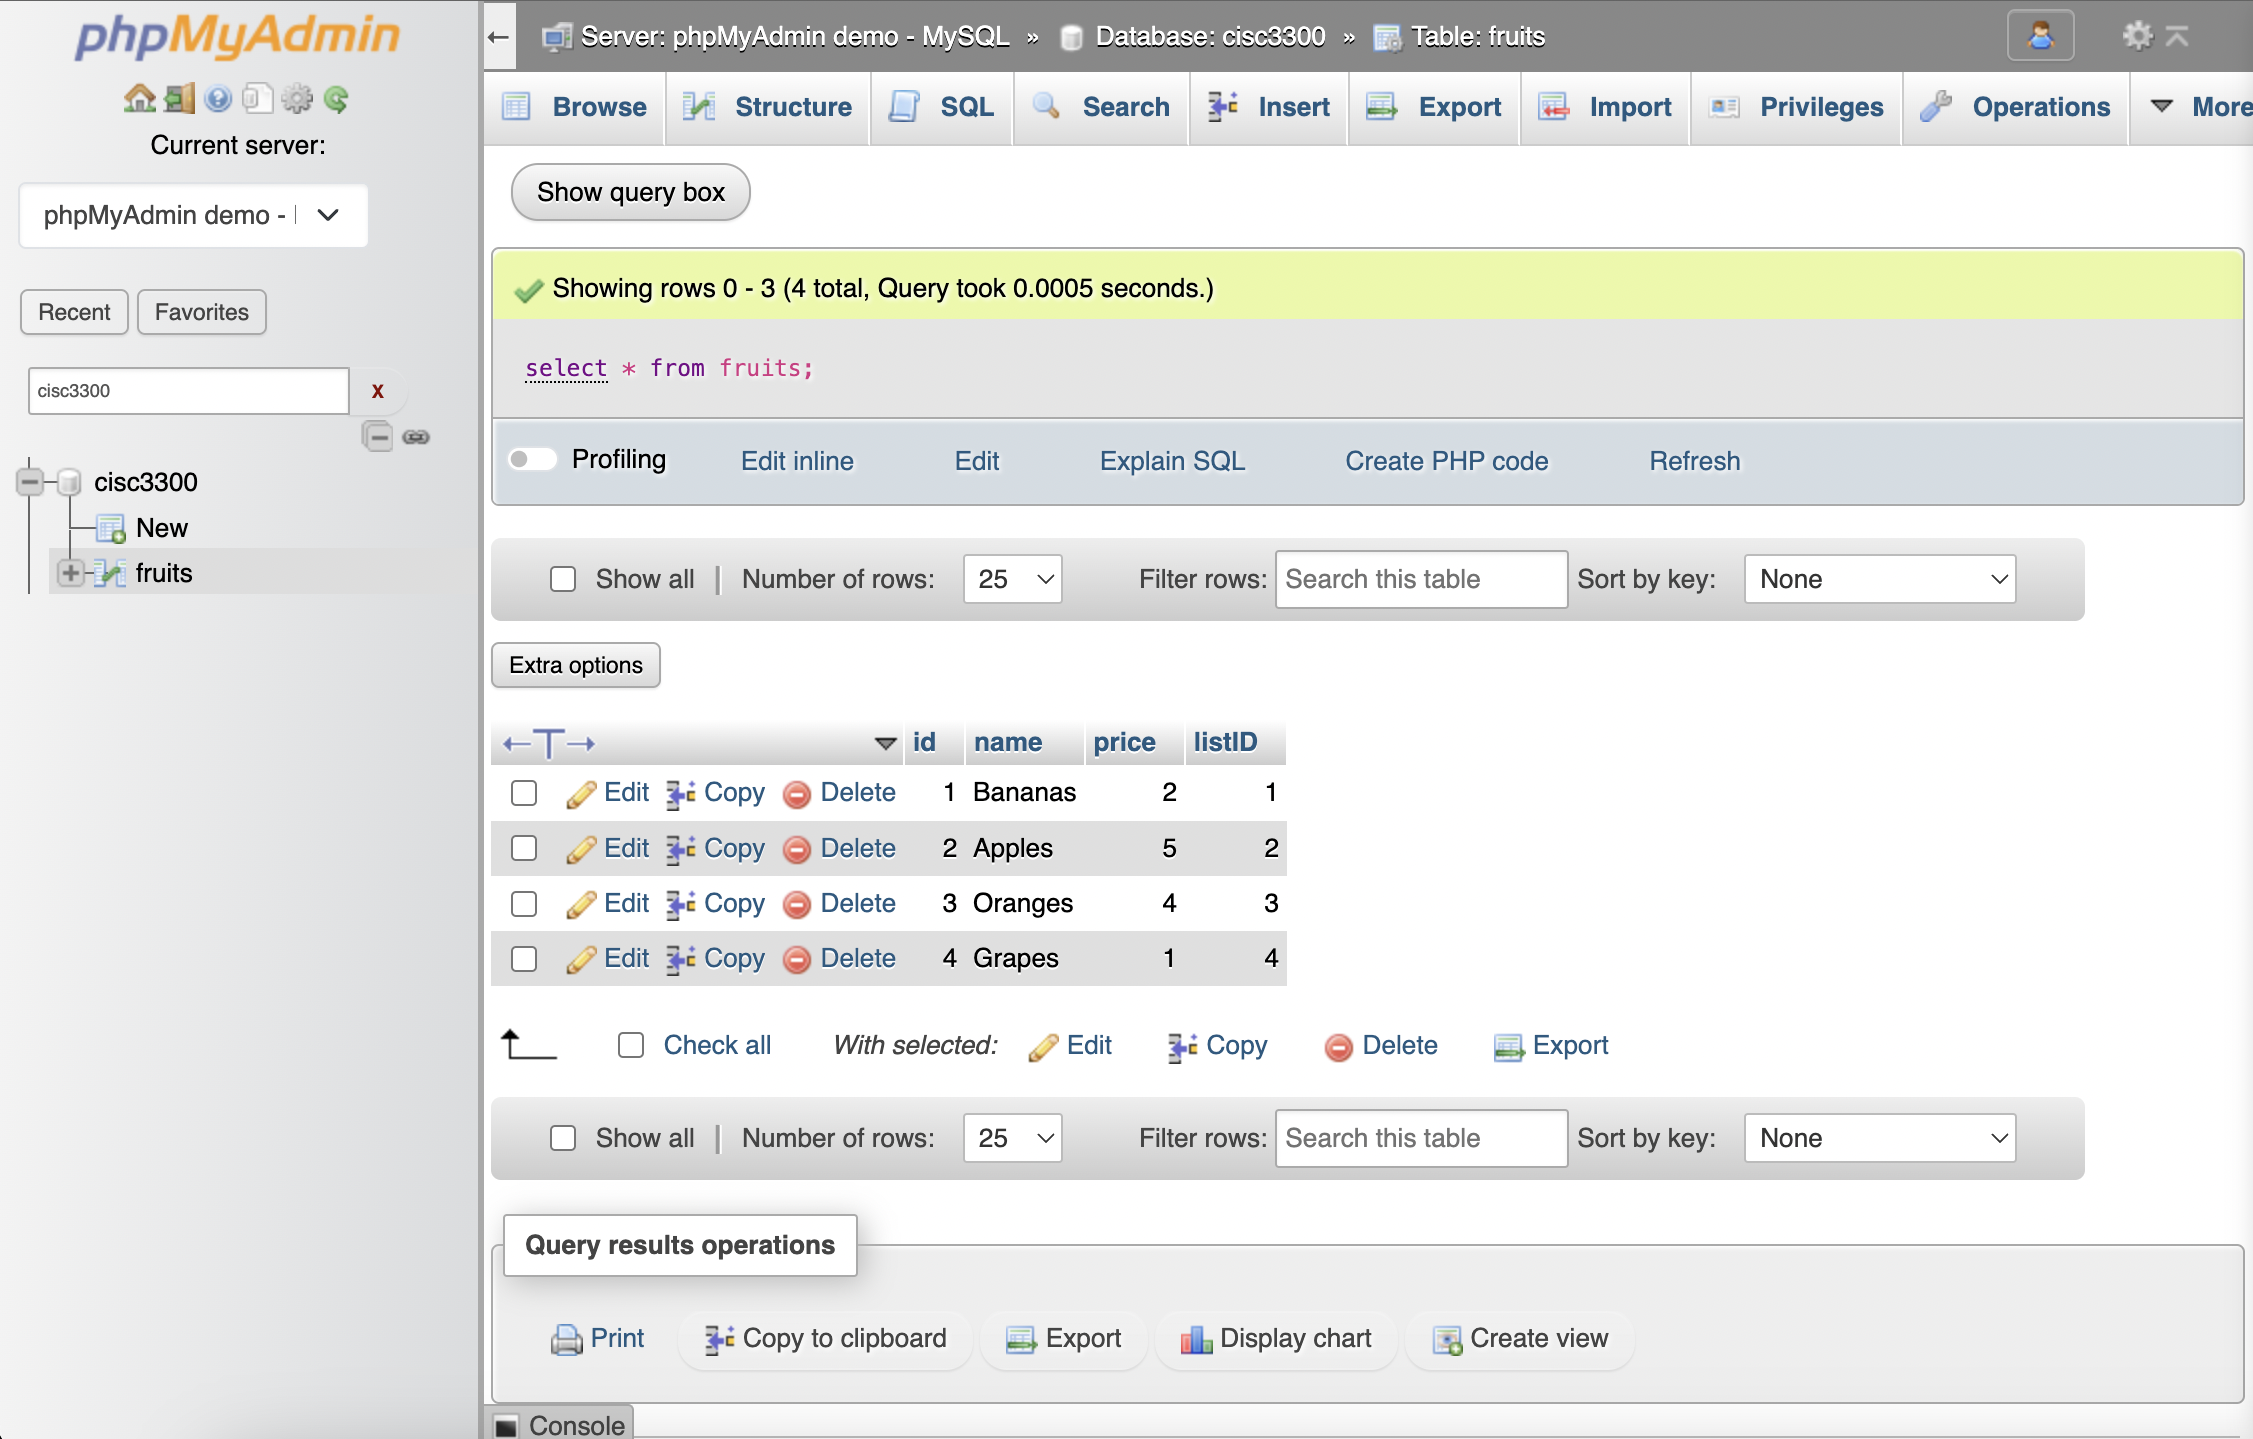 phpMyAdmin
Current server:
phpMyAdmin demo -
Recent
Favorites
cisc3300
X
cisc3300
New
fruits
Server: phpMyAdmin demo - MySQL » Database: cisc3300 » Table: fruits
Browse Structure SQL Search Insert Export Import Privileges Operations More
Show query box
Showing rows 0 - 3 (4 total, Query took 0.0005 seconds.)
select * from fruits;
Profiling Edit inline Edit Explain SQL Create PHP code Refresh
Show all | Number of rows: 25 Filter rows: Search this table Sort by key: None
Extra options
←T→ id name price listID
Edit Copy Delete 1 Bananas 2 1
Edit Copy Delete 2 Apples 5 2
Edit Copy Delete 3 Oranges 4 3
Edit Copy Delete 4 Grapes 1 4
Check all With selected: Edit Copy Delete Export
Show all | Number of rows: 25 Filter rows: Search this table Sort by key: None
Query results operations
Print Copy to clipboard Export Display chart Create view
Console